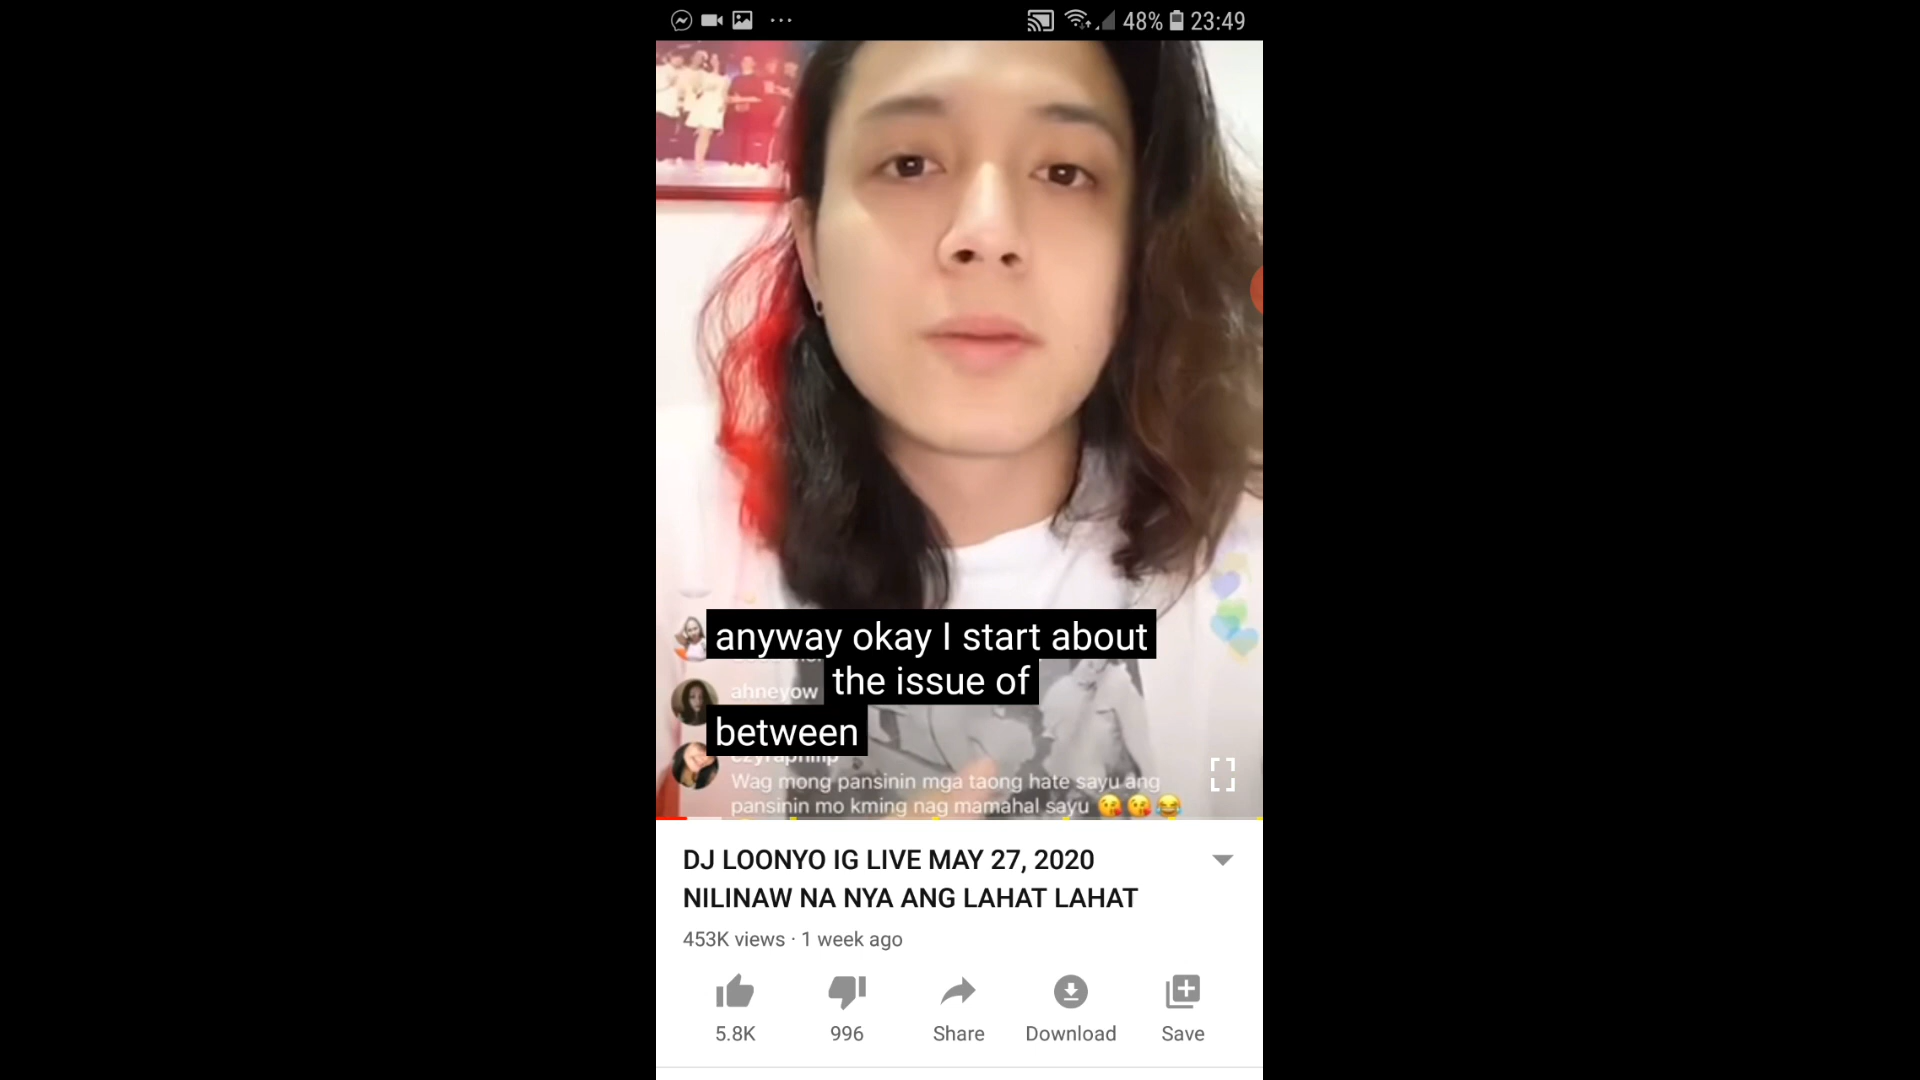 48% 23:49
anyway okay I start about
the issue of
ahneyow
between
Wag mong pansinin mga taong hate sayu ang
pansinin mo kming nag mamahal sayu 😘😘😂
DJ LOONYO IG LIVE MAY 27, 2020
NILINAW NA NYA ANG LAHAT LAHAT
453K views · 1 week ago
5.8K 996 Share Download Save